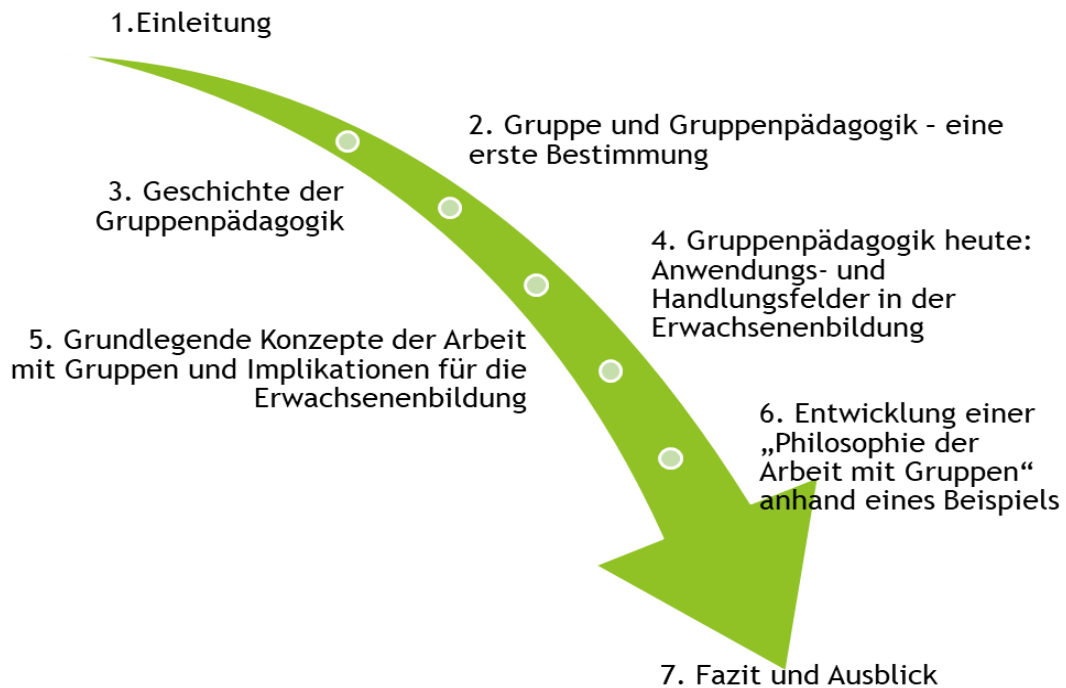 1.Einleitung
2. Gruppe und Gruppenpädagogik – eine
erste Bestimmung
3. Geschichte der
Gruppenpädagogik
4. Gruppenpädagogik heute:
Anwendungs- und
Handlungsfelder in der
Erwachsenenbildung
5. Grundlegende Konzepte der Arbeit
mit Gruppen und Implikationen für die
Erwachsenenbildung
6. Entwicklung einer
„Philosophie der
Arbeit mit Gruppen“
anhand eines Beispiels
7. Fazit und Ausblick